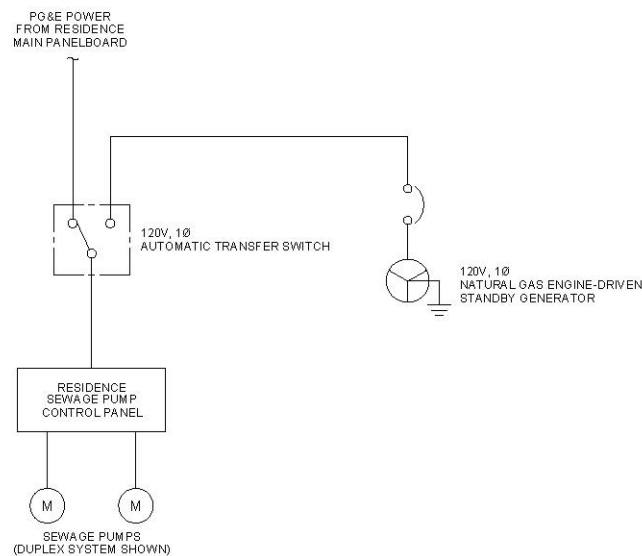 PG&E POWER
FROM RESIDENCE
MAIN PANELBOARD
120V, 1Ø
AUTOMATIC TRANSFER SWITCH
120V, 1Ø
NATURAL GAS ENGINE-DRIVEN
STANDBY GENERATOR
RESIDENCE
SEWAGE PUMP
CONTROL PANEL
M
M
SEWAGE PUMPS
(DUPLEX SYSTEM SHOWN)